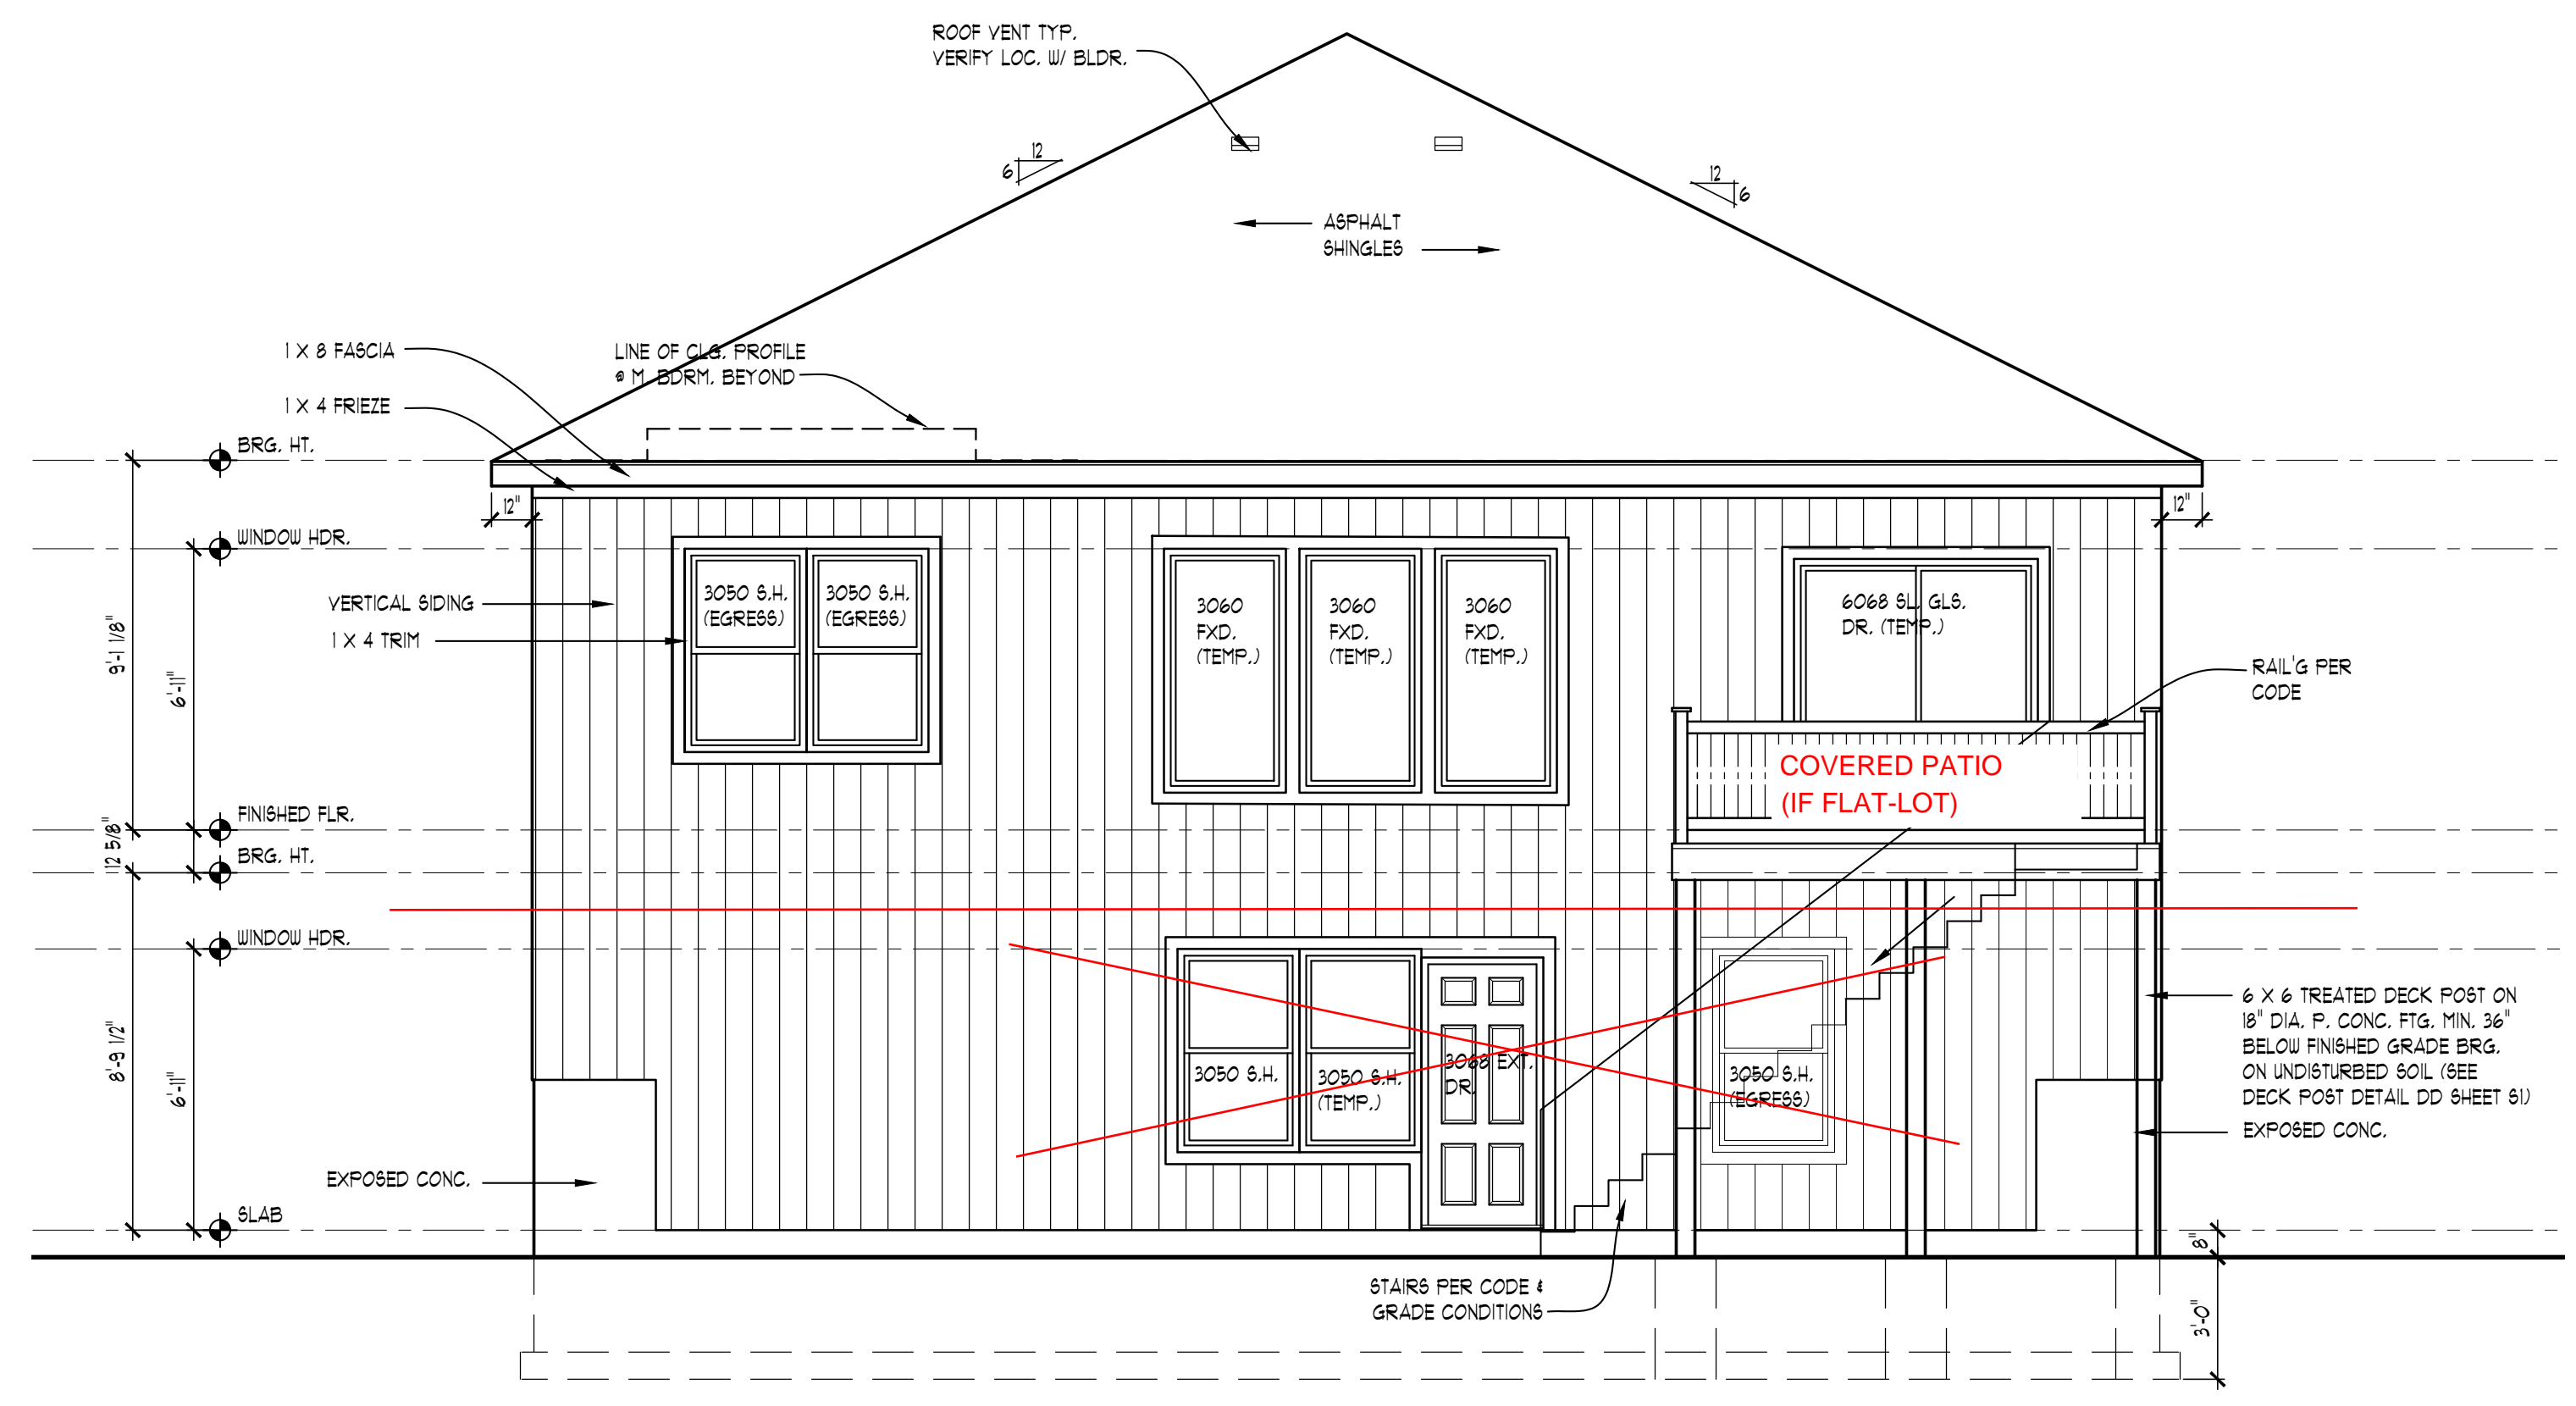 ROOF VENT TYP.
VERIFY LOC. W/ BLDR.
12
6
12
6
ASPHALT
SHINGLES
1 X 8 FASCIA
LINE OF CLG. PROFILE
@ M. BDRM. BEYOND
1 X 4 FRIEZE
BRG. HT.
12"
12"
WINDOW HDR.
VERTICAL SIDING
1 X 4 TRIM
3050 S.H.
(EGRESS)
3050 S.H.
(EGRESS)
3060
FXD.
(TEMP.)
3060
FXD.
(TEMP.)
3060
FXD.
(TEMP.)
6068 SL. GLS.
DR. (TEMP.)
9'-1 1/8"
6'-11"
RAIL'G PER
CODE
COVERED PATIO
(IF FLAT-LOT)
FINISHED FLR.
12 5/8"
BRG. HT.
WINDOW HDR.
8'-9 1/2"
6'-11"
3050 S.H.
3050 S.H.
(TEMP.)
3068 EXT.
DR.
3050 S.H.
(EGRESS)
6 X 6 TREATED DECK POST ON
18" DIA. P. CONC. FTG. MIN. 36"
BELOW FINISHED GRADE BRG.
ON UNDISTURBED SOIL (SEE
DECK POST DETAIL DD SHEET S1)
EXPOSED CONC.
EXPOSED CONC.
SLAB
8"
STAIRS PER CODE &
GRADE CONDITIONS
3'-0"